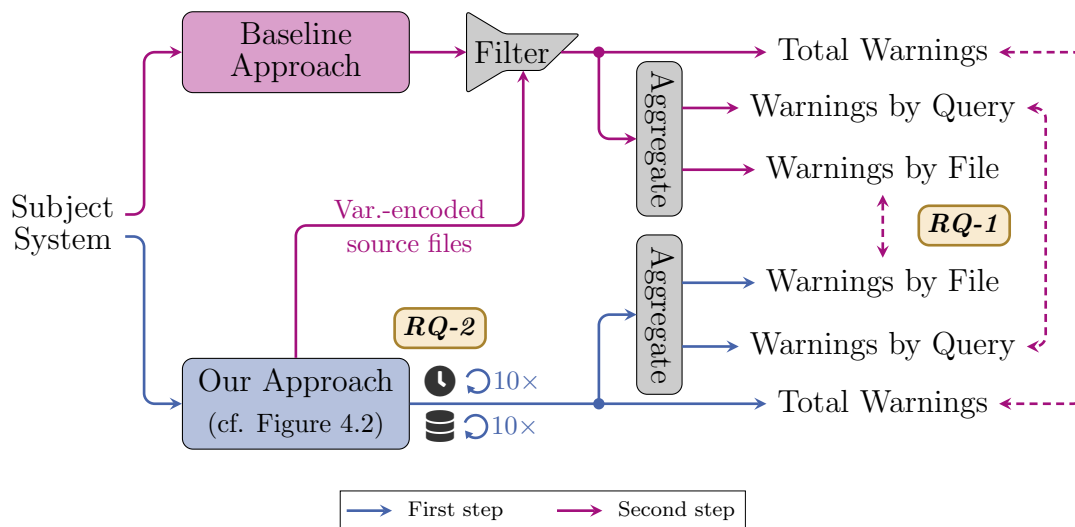 Baseline
Approach
Filter
Total Warnings
Aggregate
Warnings by Query
Warnings by File
Subject
System
Var.-encoded
source files
RQ-1
Aggregate
Warnings by File
RQ-2
Warnings by Query
Our Approach
(cf. Figure 4.2)
10×
10×
Total Warnings
First step
Second step